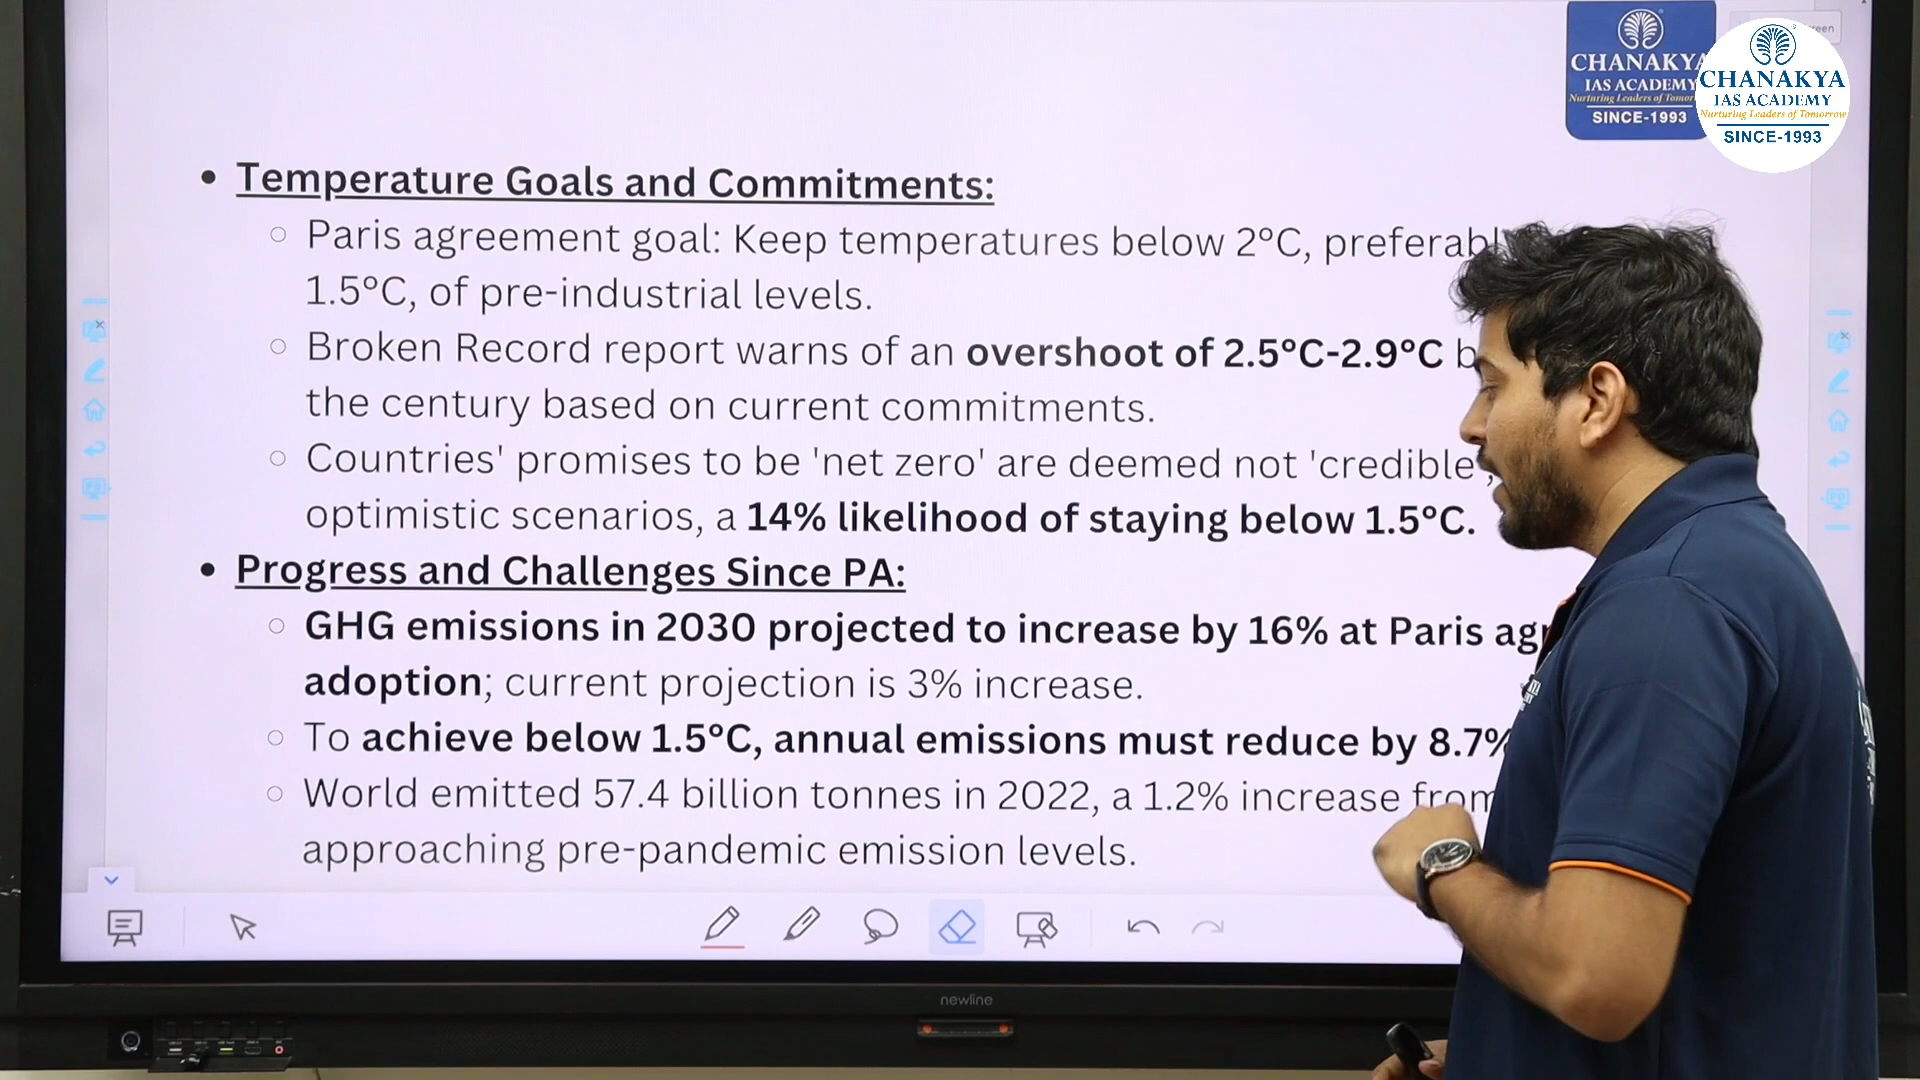 CHANAKYA
IAS ACADEMY
Nurturing Leaders of
SINCE-1993
CHANAKYA
IAS ACADEMY
Nurturing Leaders of Tomorrow
SINCE-1993
• Temperature Goals and Commitments:
○ Paris agreement goal: Keep temperatures below 2°C,
1.5°C, of pre-industrial levels.
○ Broken Record report warns of an overshoot of 2.5°C-2.9°C
the century based on current commitments.
○ Countries' promises to be 'net zero' are deemed not 'credible',
optimistic scenarios, a 14% likelihood of staying below 1.5°C.
• Progress and Challenges Since PA:
○ GHG emissions in 2030 projected to increase by 16% at Paris
adoption; current projection is 3% increase.
○ To achieve below 1.5°C, annual emissions must reduce by 8.7%
○ World emitted 57.4 billion tonnes in 2022, a 1.2% increase from
approaching pre-pandemic emission levels.
newline